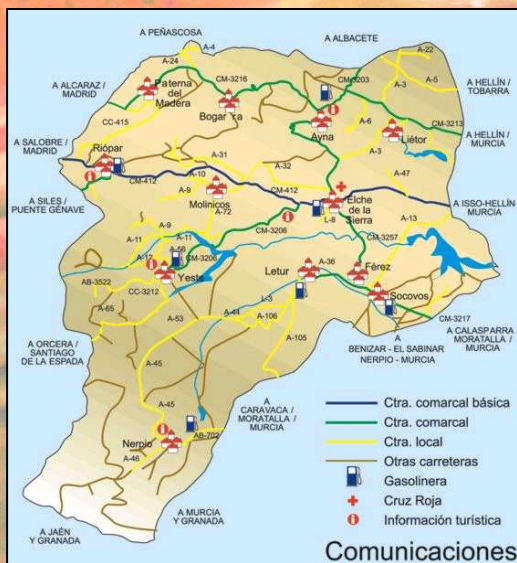 A PEÑASCOSA
A-4
A ALBACETE
A-24
CM-3216
A-22
CM-3203
A ALCARAZ /
MADRID
Paterna
del
Madera
A-3
A-5
A HELLÍN /
TOBARRA
Bogarra
CC-415
Ayna
A-6
Liétor
CM-3213
A HELLÍN /
MURCIA
A SALOBRE /
MADRID
Riópar
A-31
A-32
A-3
A-10
A-47
CM-412
A-9
Molinicos
CM-412
A SILES /
PUENTE GÉNAVE
A-72
Elche
de la
Sierra
A ISSO-HELLÍN
MURCIA
L-8
A-13
A-9
CM-3206
A-11
A-11
CM-3257
A-56
CM-3206
A-12
Letur
A-36
Férez
AB-3522
Yeste
CC-3212
L-3
Socovos
A-65
A-53
A-44
A-106
CM-3217
A ORCERA /
SANTIAGO
DE LA ESPADA
A-105
A
BENIZAR - EL SABINAR
NERPIO - MURCIA
A CALASPARRA
MORATALLA /
MURCIA
A-45
A
CARAVACA /
MORATALLA /
MURCIA
A-45
Nerpio
AB-702
A-46
A JAÉN
Y GRANADA
A MURCIA
Y GRANADA
Ctra. comarcal básica
Ctra. comarcal
Ctra. local
Otras carreteras
Gasolinera
Cruz Roja
Información turística
Comunicaciones